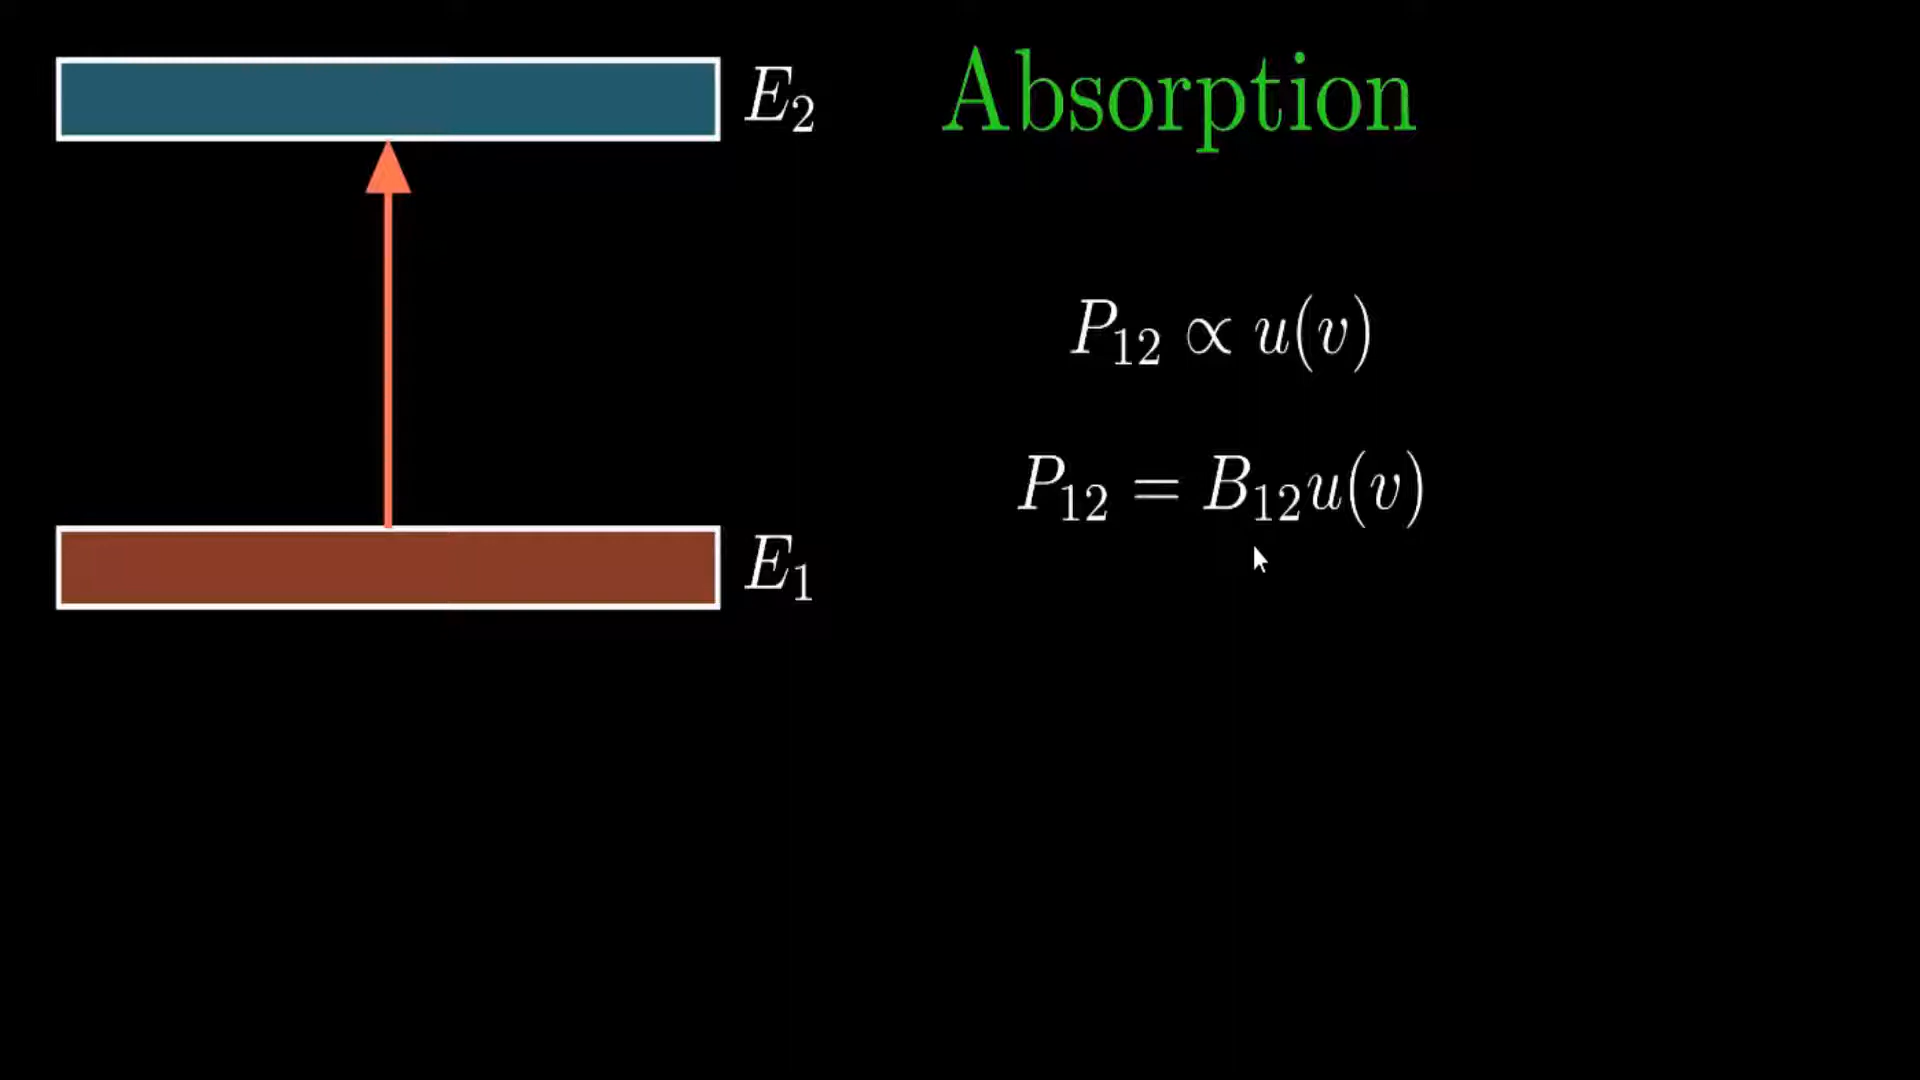 E₂
Absorption
P₁₂ ∝ u(v)
P₁₂ = B₁₂u(v)
E₁